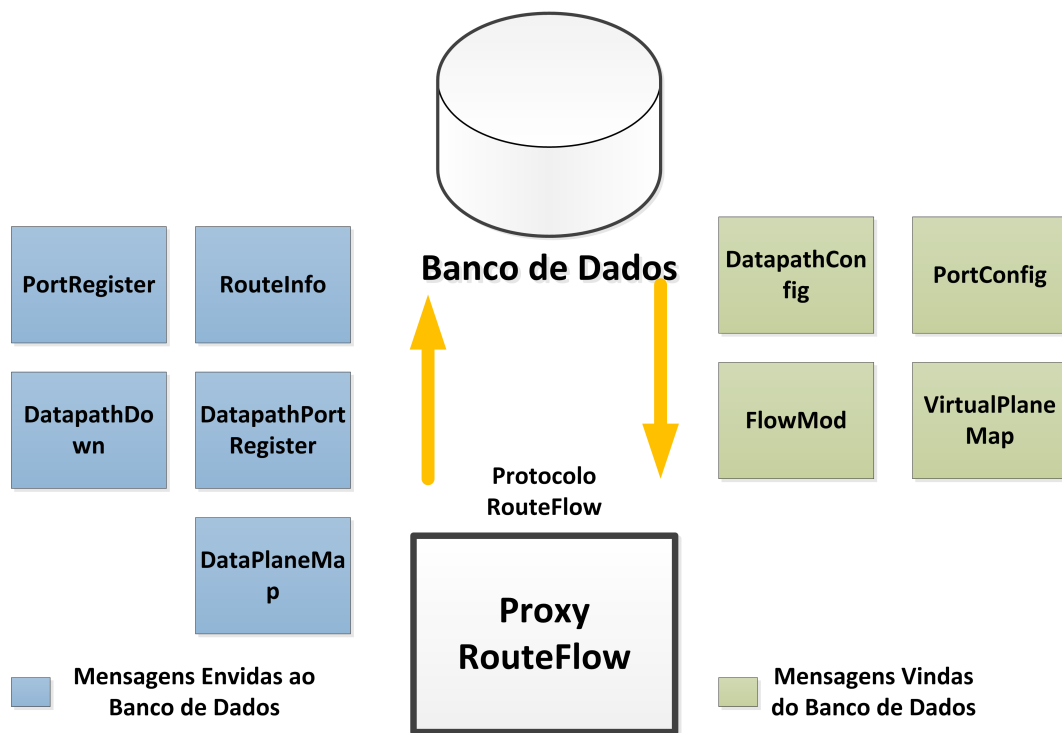 Banco de Dados
PortRegister
RouteInfo
DatapathDo
wn
DatapathPort
Register
DataPlaneMa
p
DatapathCon
fig
PortConfig
FlowMod
VirtualPlane
Map
Protocolo
RouteFlow
Proxy
RouteFlow
Mensagens Envidas ao
Banco de Dados
Mensagens Vindas
do Banco de Dados